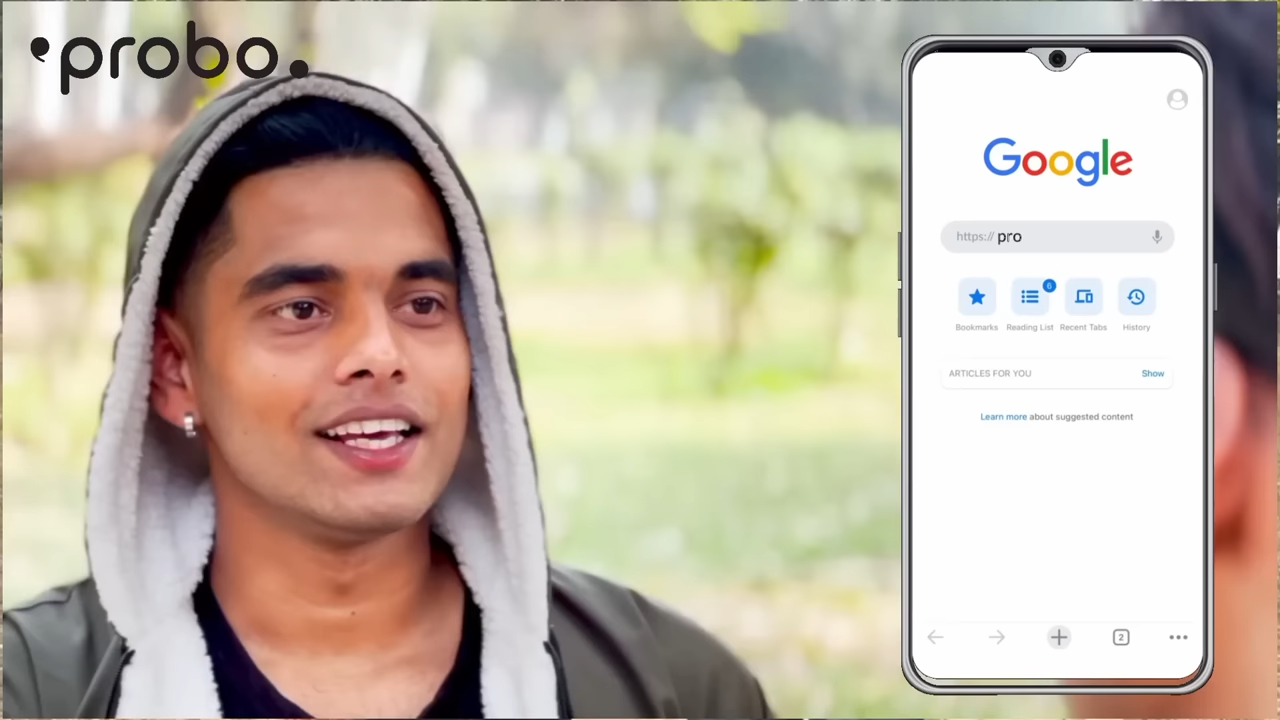 probo.
Google
https:// pro
6
Bookmarks
Reading List
Recent Tabs
History
ARTICLES FOR YOU
Show
Learn more about suggested content
2